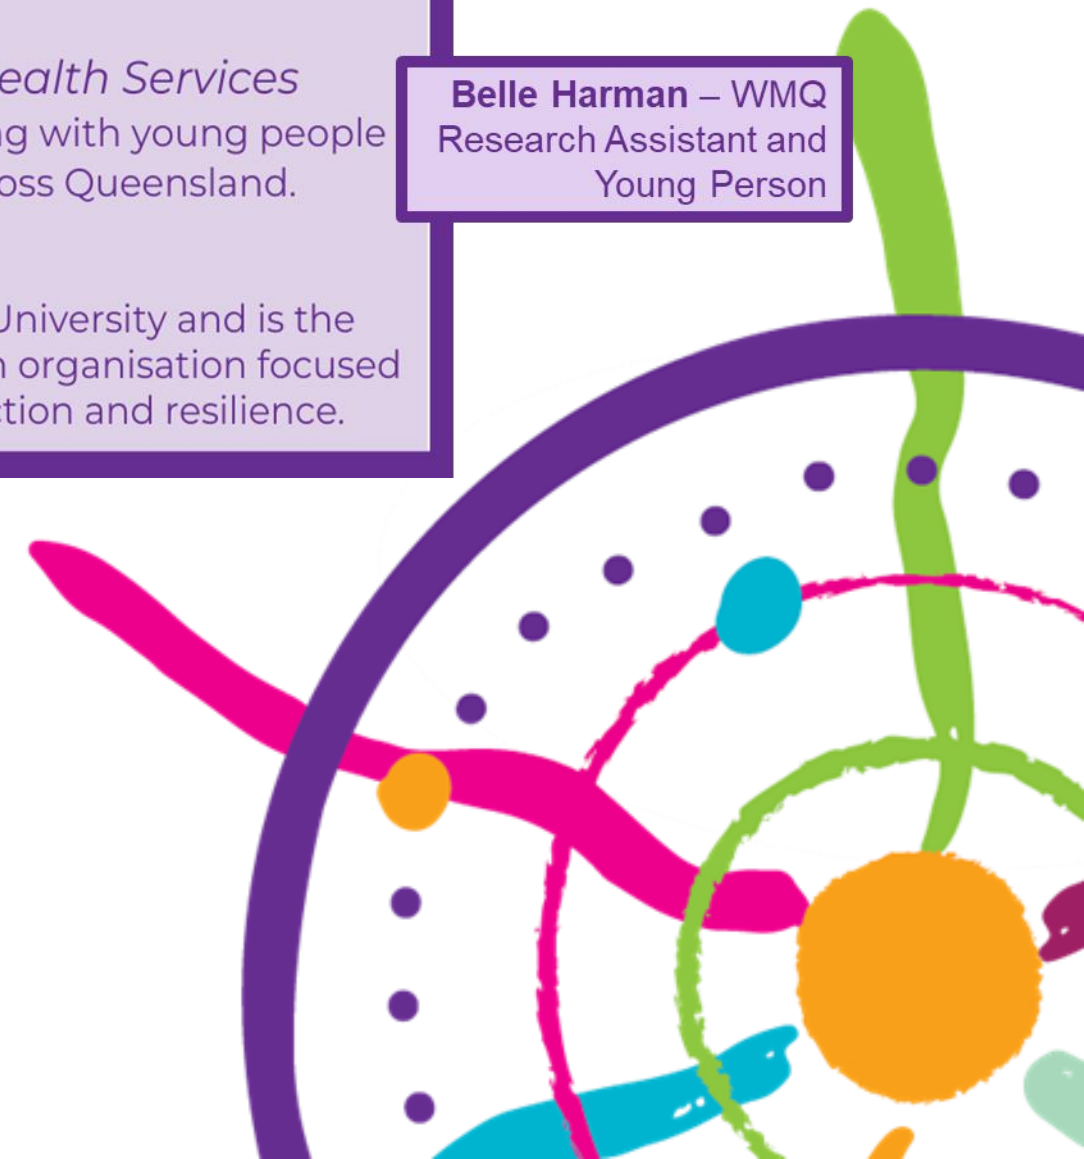 ealth Services
g with young people
oss Queensland.
University and is the
organisation focused
ction and resilience.
Belle Harman – WMQ
Research Assistant and
Young Person